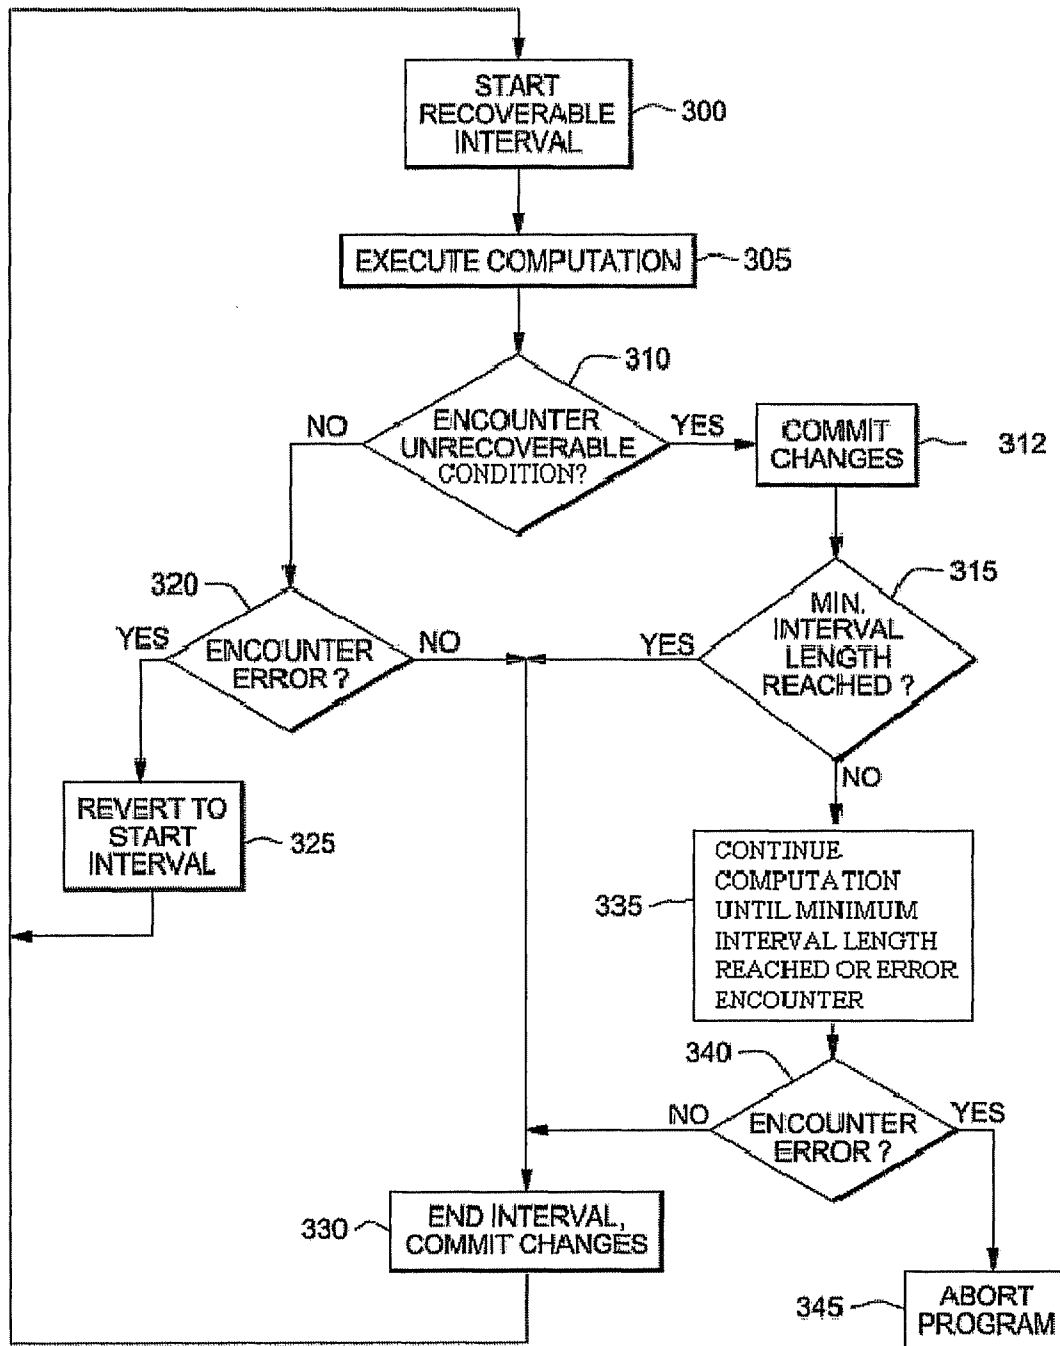 START
RECOVERABLE
INTERVAL
300
EXECUTE COMPUTATION
305
310
NO
ENCOUNTER
UNRECOVERABLE
CONDITION?
YES
COMMIT
CHANGES
312
320
315
YES
ENCOUNTER
ERROR ?
NO
YES
MIN.
INTERVAL
LENGTH
REACHED ?
NO
REVERT TO
START
INTERVAL
325
335
CONTINUE
COMPUTATION
UNTIL MINIMUM
INTERVAL LENGTH
REACHED OR ERROR
ENCOUNTER
340
NO
ENCOUNTER
ERROR ?
YES
330
END INTERVAL,
COMMIT CHANGES
345
ABORT
PROGRAM